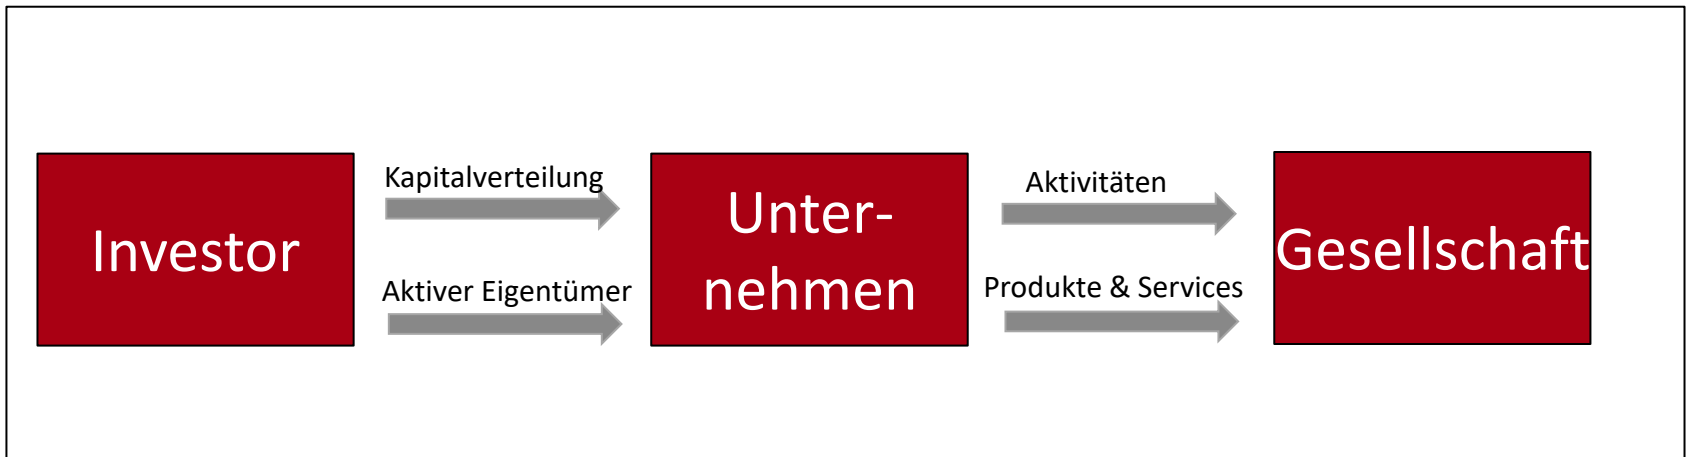 Investor
Kapitalverteilung
Aktiver Eigentümer
Unter-
nehmen
Aktivitäten
Produkte & Services
Gesellschaft